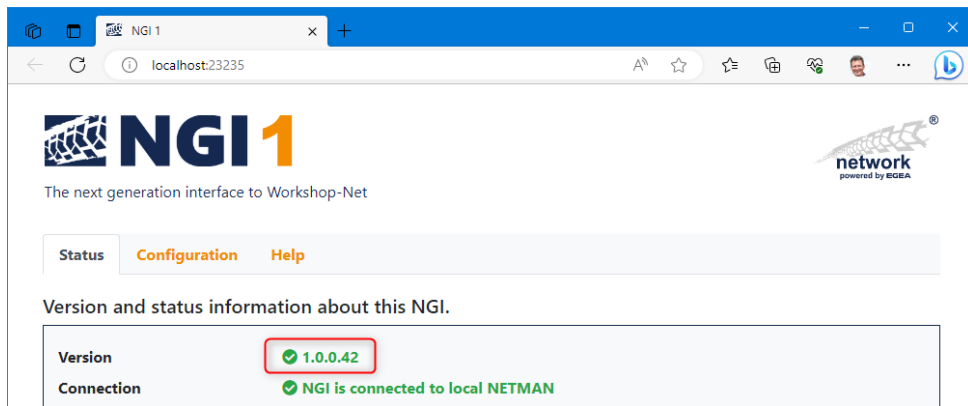 NGI 1
localhost:23235
NGI 1
The next generation interface to Workshop-Net
network®
powered by EGEA
Status Configuration Help
Version and status information about this NGI.
Version 1.0.0.42
Connection NGI is connected to local NETMAN